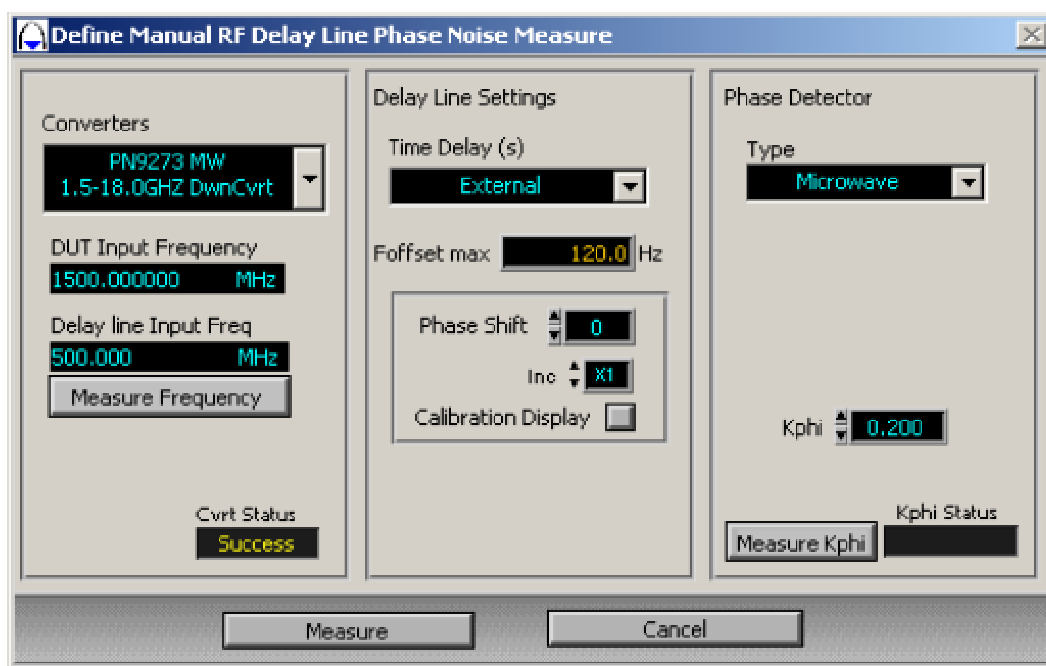 Define Manual RF Delay Line Phase Noise Measure
Converters
PN9273 MW
1.5-18.0GHZ DwnCvrt
DUT Input Frequency
1500.000000 MHz
Delay line Input Freq
500.000 MHz
Measure Frequency
Cvrt Status
Success
Delay Line Settings
Time Delay (s)
External
Foffset max 120.0 Hz
Phase Shift 0
Inc X1
Calibration Display
Phase Detector
Type
Microwave
Kphi 0.200
Kphi Status
Measure Kphi
Measure
Cancel